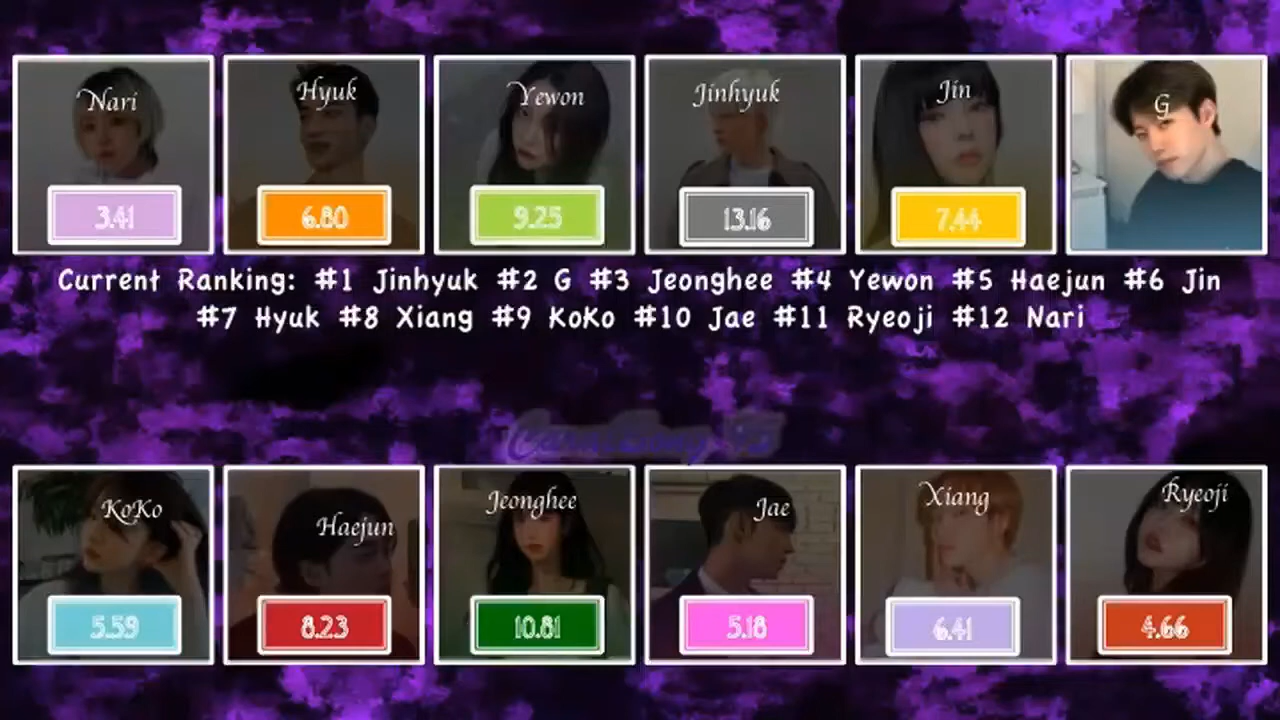 Nari
Hyuk
Yewon
Jinhyuk
Jin
G
3.41
6.80
9.25
13.16
7.44
Current Ranking: #1 Jinhyuk #2 G #3 Jeonghee #4 Yewon #5 Haejun #6 Jin
#7 Hyuk #8 Xiang #9 KoKo #10 Jae #11 Ryeoji #12 Nari
KoKo
Haejun
Jeonghee
Jae
Xiang
Ryeoji
5.59
8.23
10.81
5.18
6.41
4.66